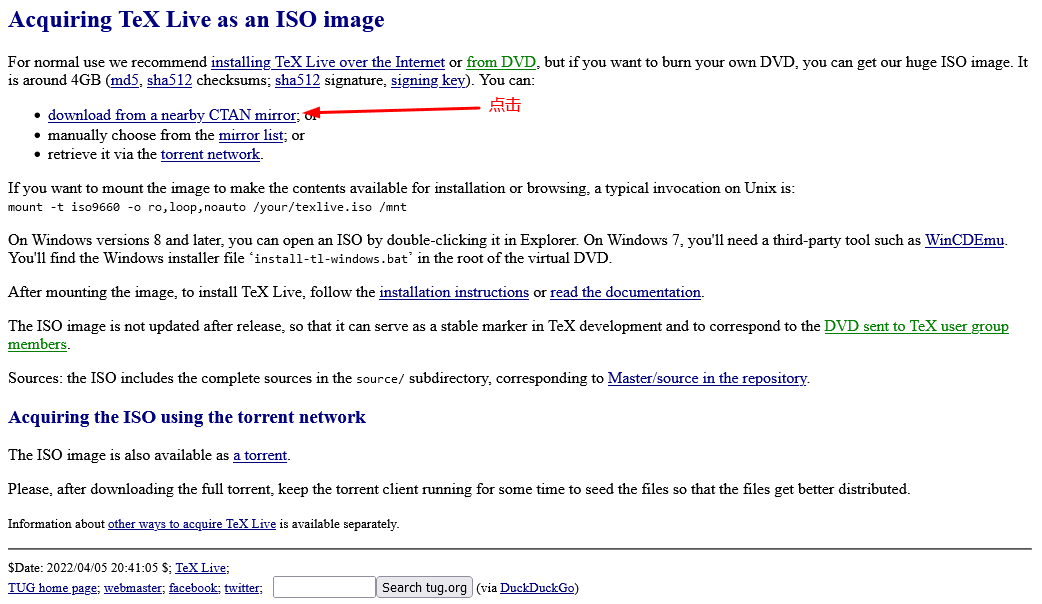 Acquiring TeX Live as an ISO image
For normal use we recommend installing TeX Live over the Internet or from DVD, but if you want to burn your own DVD, you can get our huge ISO image. It
is around 4GB (md5, sha512 checksums; sha512 signature, signing key). You can:
• download from a nearby CTAN mirror; or
点击
• manually choose from the mirror list; or
• retrieve it via the torrent network.
If you want to mount the image to make the contents available for installation or browsing, a typical invocation on Unix is:
mount -t iso9660 -o ro,loop,noauto /your/texlive.iso /mnt
On Windows versions 8 and later, you can open an ISO by double-clicking it in Explorer. On Windows 7, you'll need a third-party tool such as WinCDEmu.
You'll find the Windows installer file ‘install-tl-windows.bat’ in the root of the virtual DVD.
After mounting the image, to install TeX Live, follow the installation instructions or read the documentation.
The ISO image is not updated after release, so that it can serve as a stable marker in TeX development and to correspond to the DVD sent to TeX user group
members.
Sources: the ISO includes the complete sources in the source/ subdirectory, corresponding to Master/source in the repository.
Acquiring the ISO using the torrent network
The ISO image is also available as a torrent.
Please, after downloading the full torrent, keep the torrent client running for some time to seed the files so that the files get better distributed.
Information about other ways to acquire TeX Live is available separately.
$Date: 2022/04/05 20:41:05 $; TeX Live;
TUG home page; webmaster; facebook; twitter; Search tug.org (via DuckDuckGo)